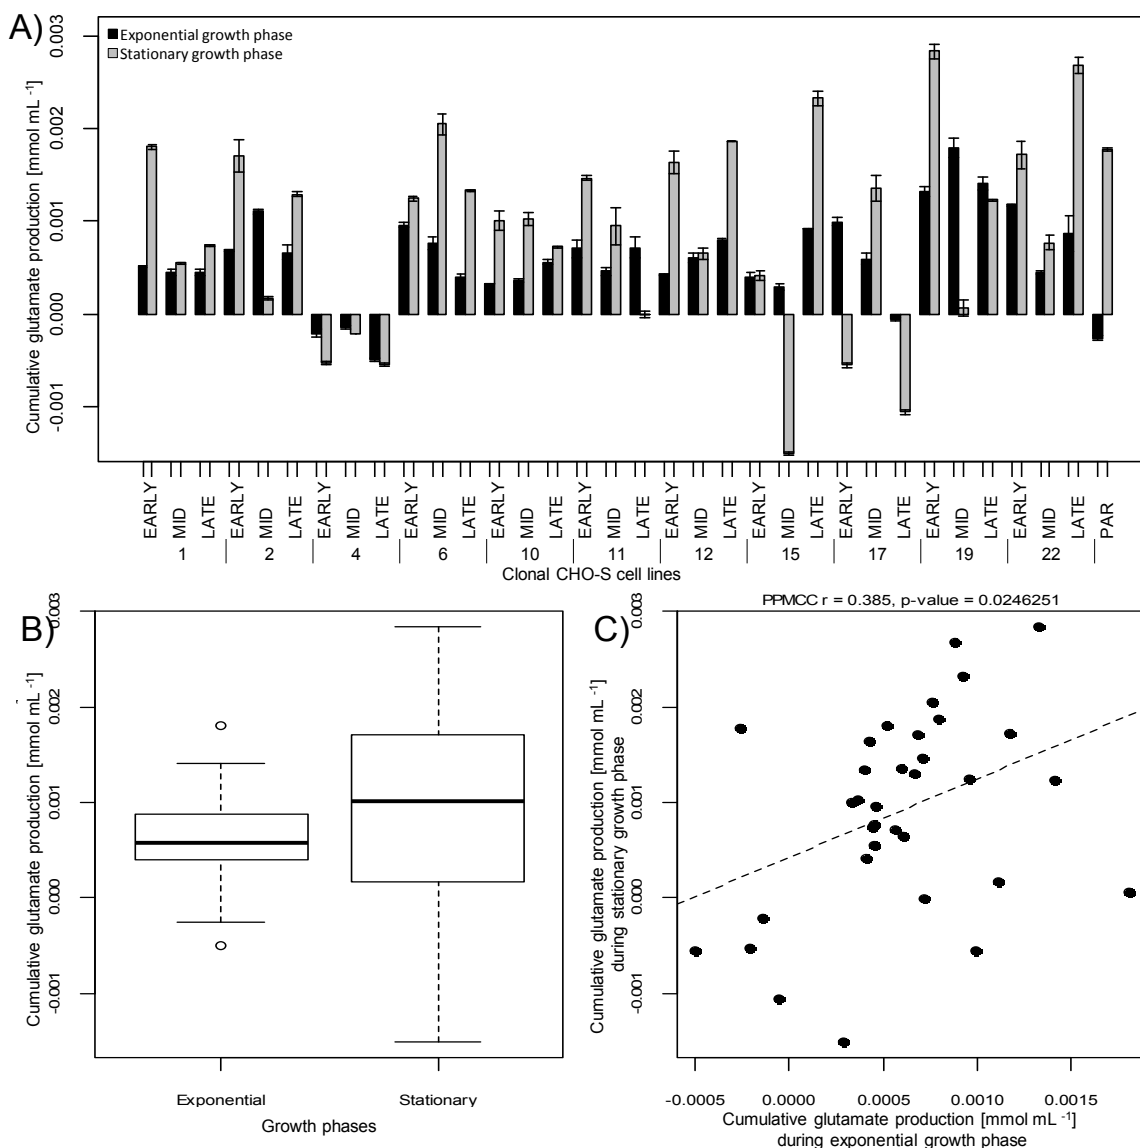 A)
Exponential growth phase
Stationary growth phase
Cumulative glutamate production [mmol mL -1]
0.003
0.002
0.001
0.000
-0.001
EARLY MID LATE EARLY MID LATE EARLY MID LATE EARLY MID LATE EARLY MID LATE EARLY MID LATE EARLY MID LATE EARLY MID LATE EARLY MID LATE EARLY MID LATE EARLY MID LATE PAR
1 2 4 6 10 11 12 15 17 19 22
Clonal CHO-S cell lines
B)
Cumulative glutamate production [mmol mL -1]
0.003
0.002
0.001
0.000
-0.001
Exponential Stationary
Growth phases
PPMCC r = 0.385, p-value = 0.0246251
C)
Cumulative glutamate production [mmol mL -1]
during stationary growth phase
0.003
0.002
0.001
0.000
-0.001
-0.0005 0.0000 0.0005 0.0010 0.0015
Cumulative glutamate production [mmol mL -1]
during exponential growth phase